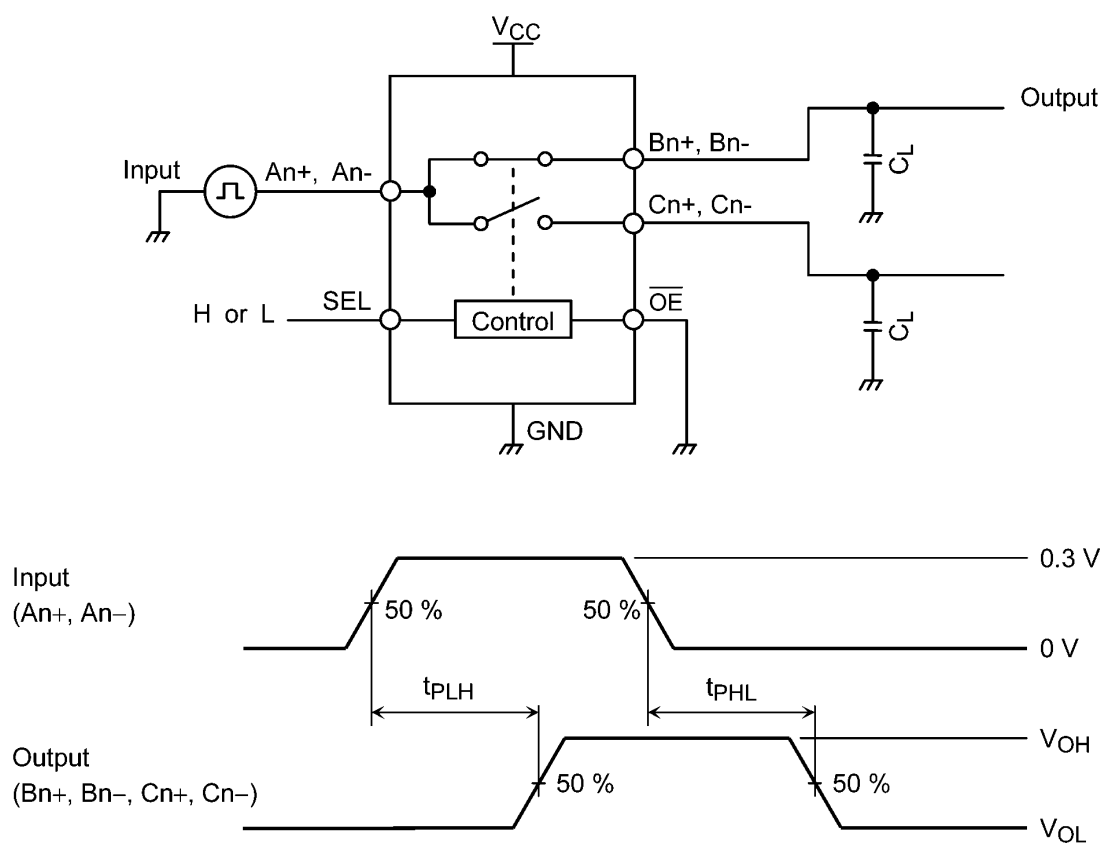 VCC
Output
Bn+, Bn-
Input
An+, An-
CL
Cn+, Cn-
H or L
SEL
Control
OE
CL
GND
0.3 V
Input
(An+, An−)
50 %
50 %
0 V
tPLH
tPHL
VOH
Output
(Bn+, Bn−, Cn+, Cn−)
50 %
50 %
VOL